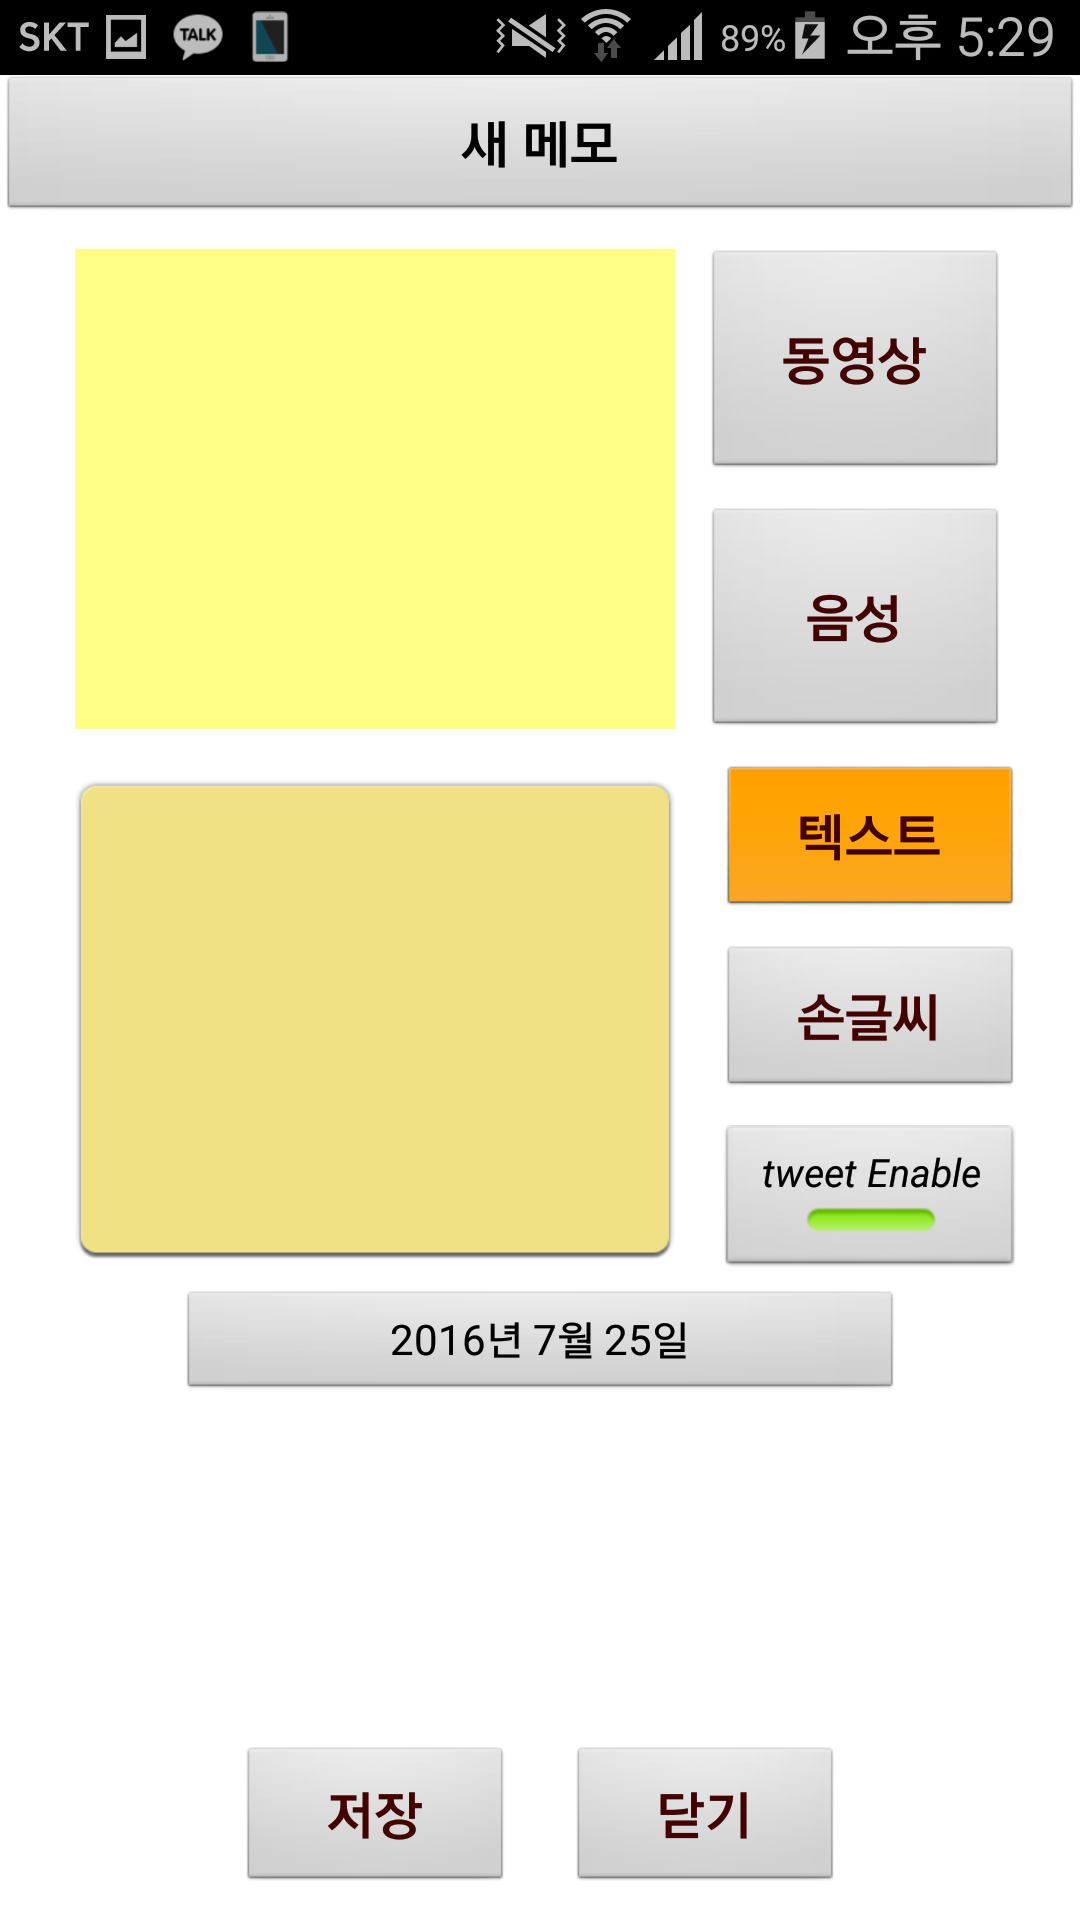 SKT TALK 89% 오후 5:29
새 메모
동영상
음성
텍스트
손글씨
tweet Enable
2016년 7월 25일
저장 닫기